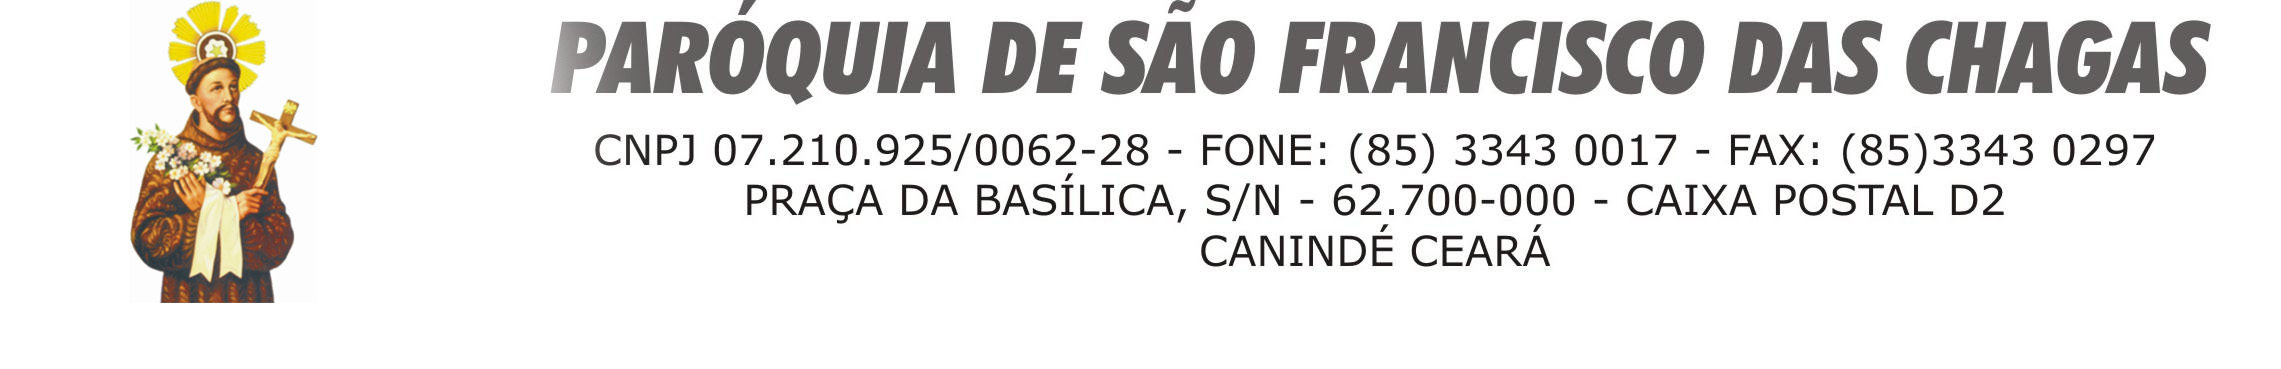 PARÓQUIA DE SÃO FRANCISCO DAS CHAGAS
CNPJ 07.210.925/0062-28 - FONE: (85) 3343 0017 - FAX: (85)3343 0297
PRAÇA DA BASÍLICA, S/N - 62.700-000 - CAIXA POSTAL D2
CANINDÉ CEARÁ